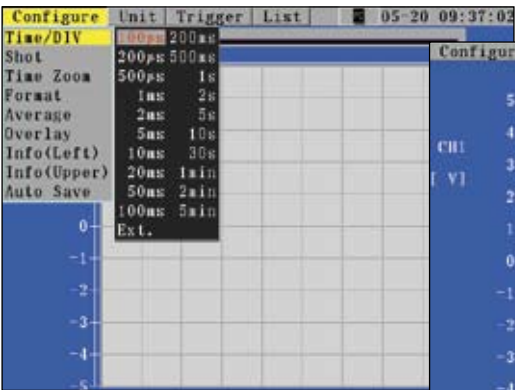 Configure Unit Trigger List 05-20 09:37:02
Time/DIV 100µs 200ms
Shot 200µs 500ms
Time Zoom 500µs 1s
Format 1ms 2s
Average 2ms 5s
Overlay 5ms 10s
Info(Left) 10ms 30s
Info(Upper) 20ms 1min
Auto Save 50ms 2min
100ms 5min
Ext.
0
-1
-2
-3
-4
-5
Configur
5
4
CH1
3
[ V]
2
1
0
-1
-2
-3
-4